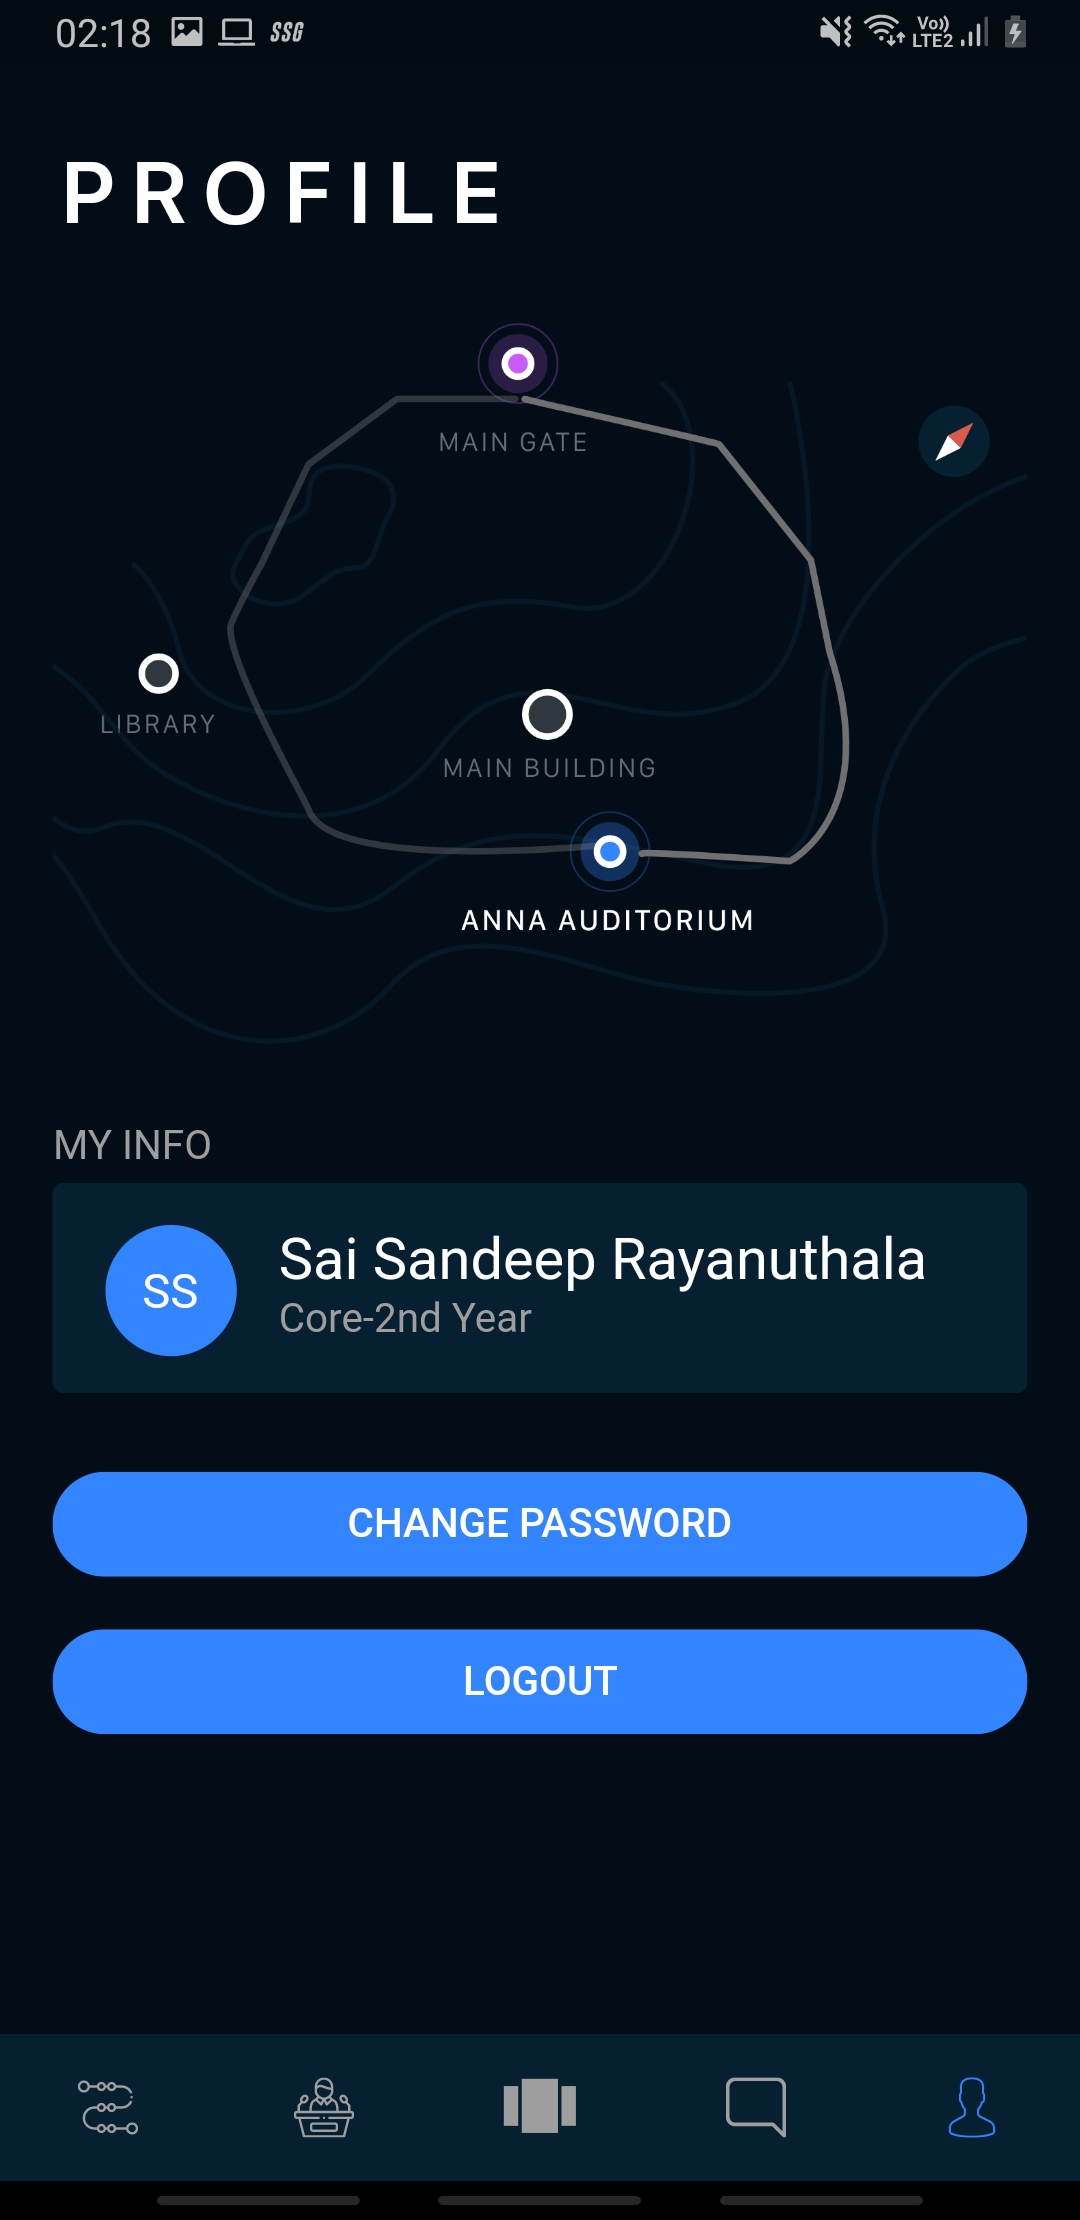 02:18 SSG Vo)) LTE2
PROFILE
MAIN GATE
LIBRARY
MAIN BUILDING
ANNA AUDITORIUM
MY INFO
SS
Sai Sandeep Rayanuthala
Core-2nd Year
CHANGE PASSWORD
LOGOUT